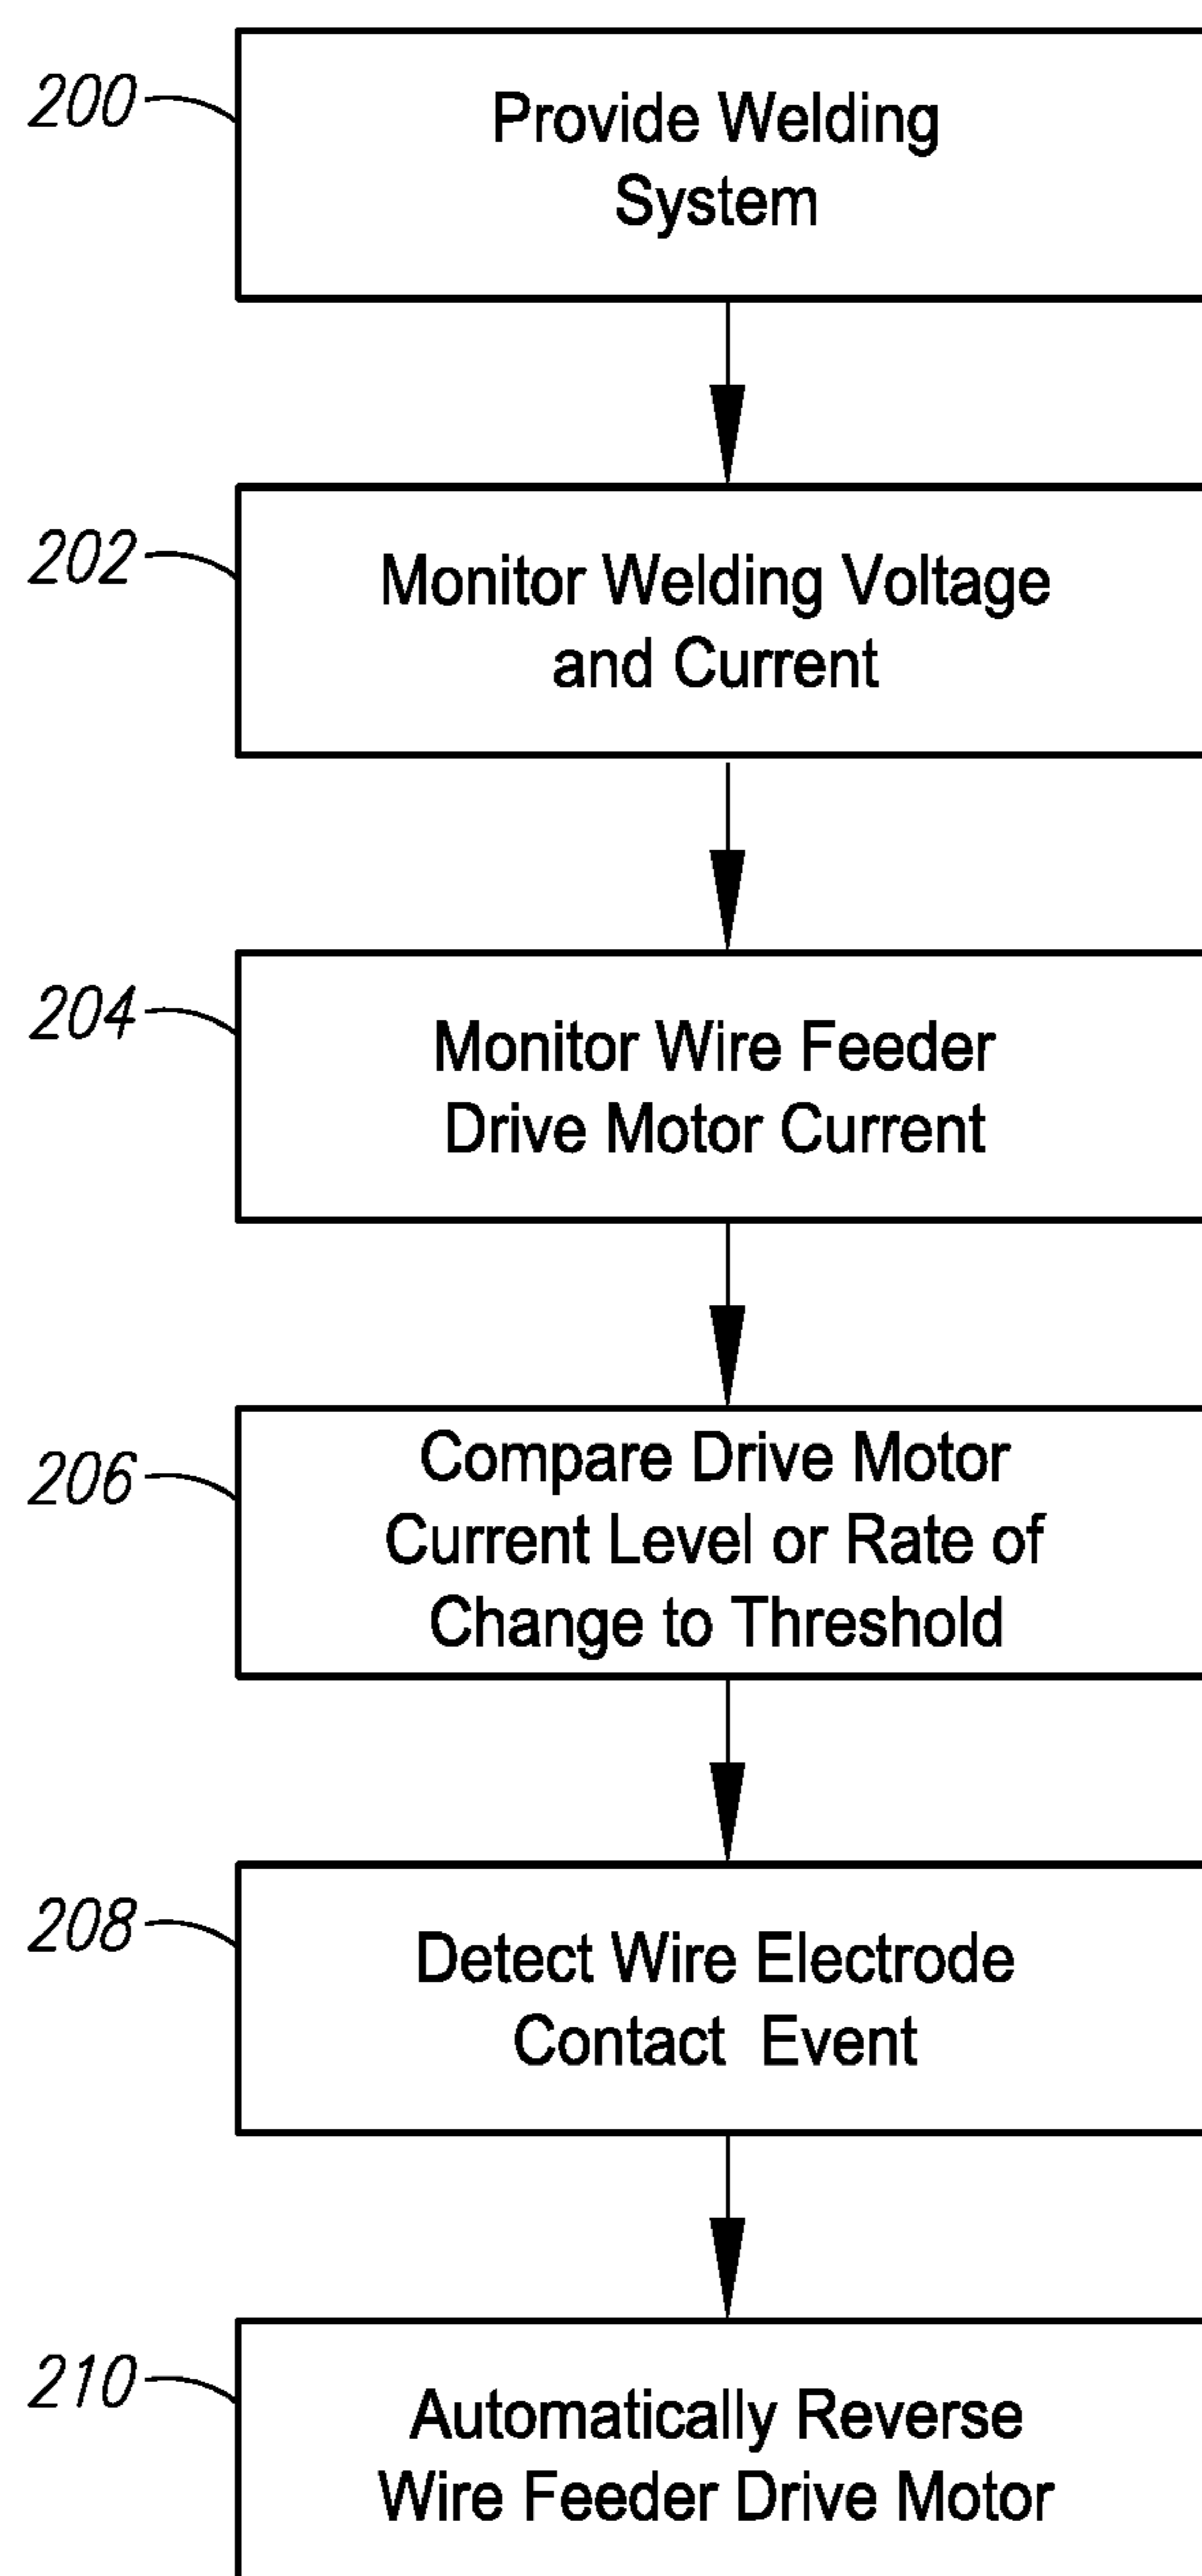 200
Provide Welding
System
202
Monitor Welding Voltage
and Current
204
Monitor Wire Feeder
Drive Motor Current
206
Compare Drive Motor
Current Level or Rate of
Change to Threshold
208
Detect Wire Electrode
Contact Event
210
Automatically Reverse
Wire Feeder Drive Motor